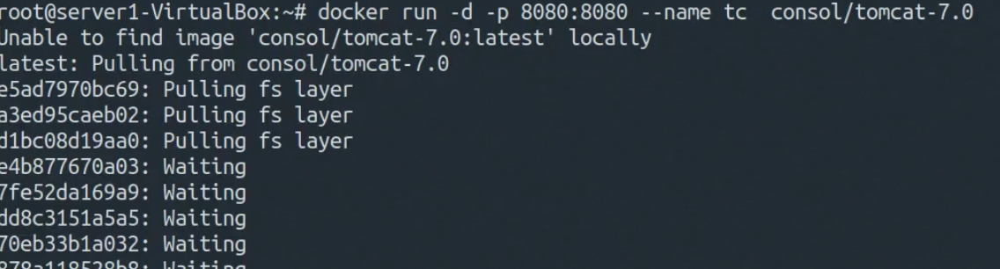 root@server1-VirtualBox:~# docker run -d -p 8080:8080 --name tc  consol/tomcat-7.0
Unable to find image 'consol/tomcat-7.0:latest' locally
latest: Pulling from consol/tomcat-7.0
e5ad7970bc69: Pulling fs layer
a3ed95caeb02: Pulling fs layer
d1bc08d19aa0: Pulling fs layer
e4b877670a03: Waiting
7fe52da169a9: Waiting
dd8c3151a5a5: Waiting
70eb33b1a032: Waiting
878a118528b8: Waiting